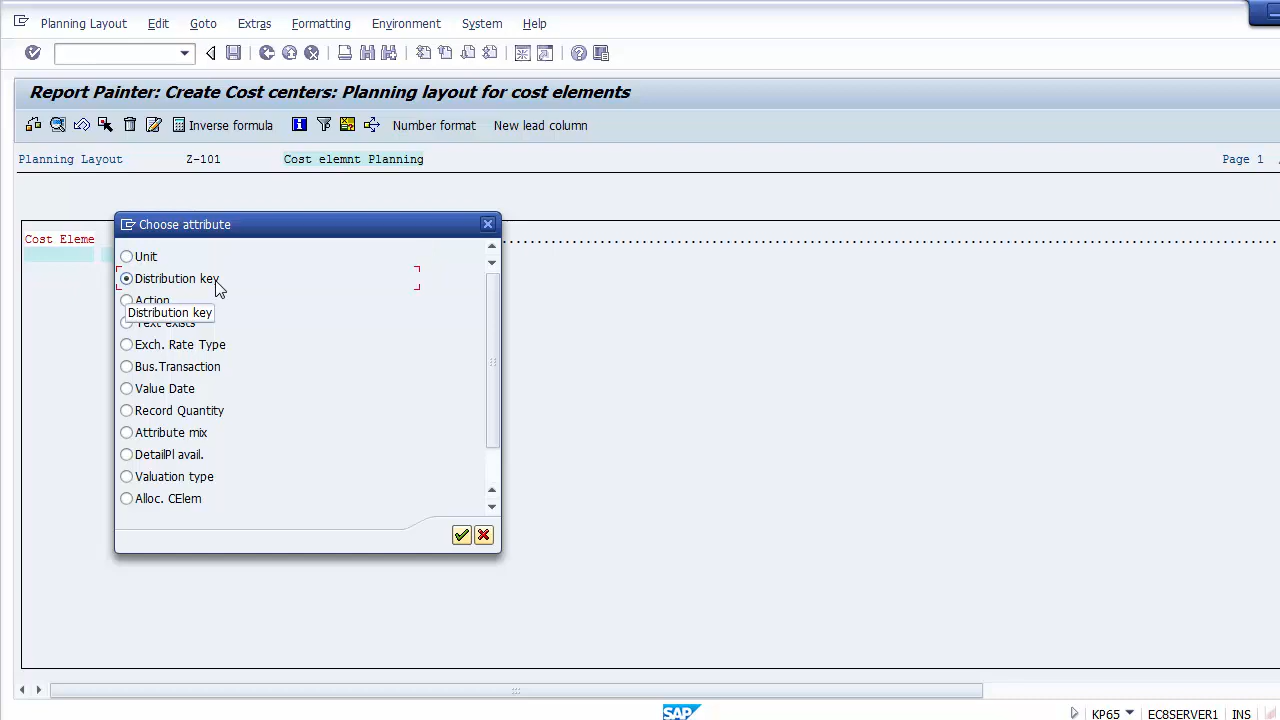 Planning Layout Edit Goto Extras Formatting Environment System Help
Report Painter: Create Cost centers: Planning layout for cost elements
Inverse formula Number format New lead column
Planning Layout Z-101 Cost elemnt Planning Page 1
Choose attribute
Cost Eleme
Unit
Distribution key
Action
Distribution key
Text exists
Exch. Rate Type
Bus.Transaction
Value Date
Record Quantity
Attribute mix
DetailPl avail.
Valuation type
Alloc. CElem
SAP KP65 EC8SERVER1 INS